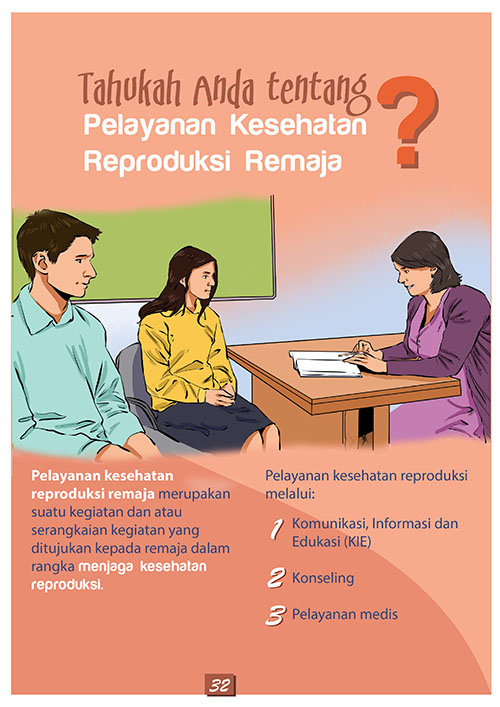 Tahukah Anda tentang
Pelayanan Kesehatan
Reproduksi Remaja
?
Pelayanan kesehatan
reproduksi remaja merupakan
suatu kegiatan dan atau
serangkaian kegiatan yang
ditujukan kepada remaja dalam
rangka menjaga kesehatan
reproduksi.
Pelayanan kesehatan reproduksi
melalui:
1 Komunikasi, Informasi dan
Edukasi (KIE)
2 Konseling
3 Pelayanan medis
32